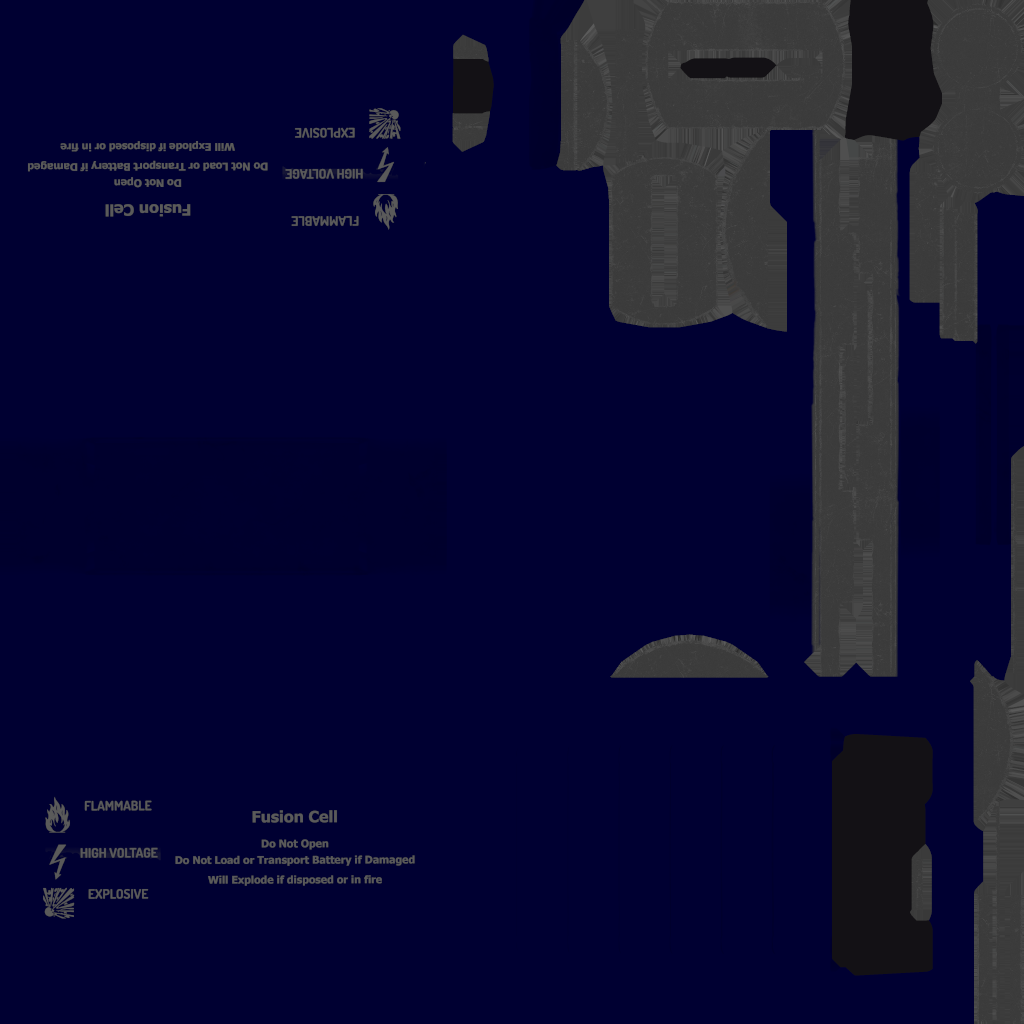 EXPLOSIVE
HIGH VOLTAGE
FLAMMABLE
Will Explode if disposed or in fire
Do Not Load or Transport Battery if Damaged
Do Not Open
Fusion Cell
FLAMMABLE
HIGH VOLTAGE
EXPLOSIVE
Fusion Cell
Do Not Open
Do Not Load or Transport Battery if Damaged
Will Explode if disposed or in fire